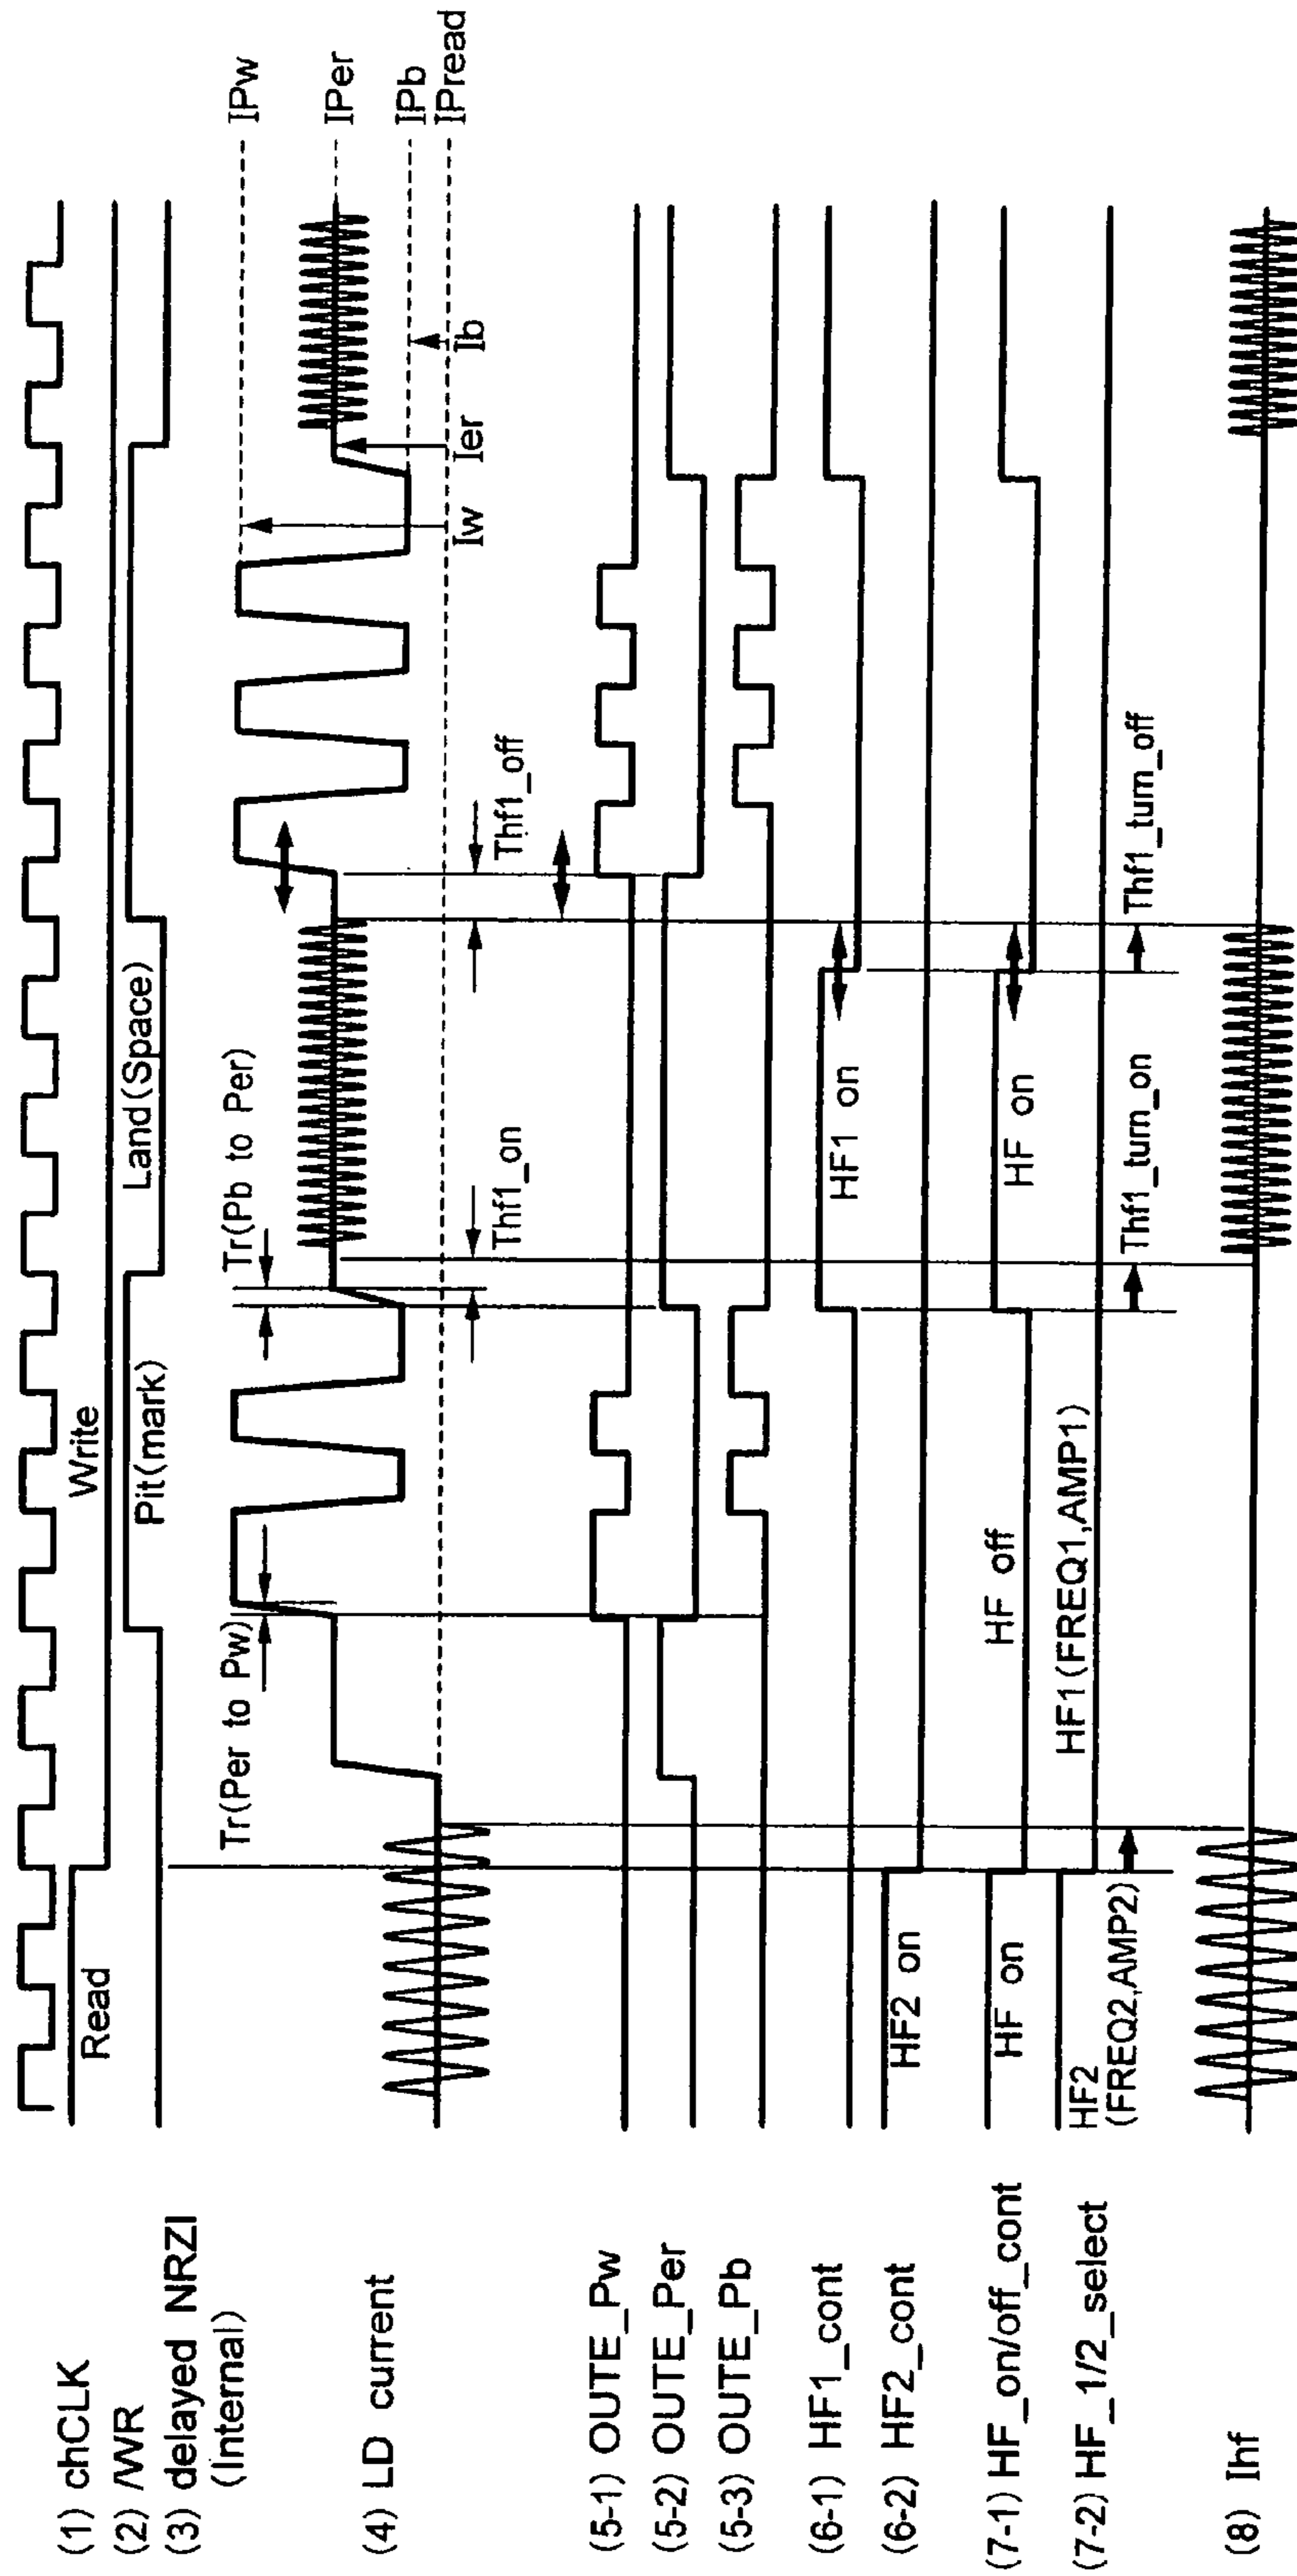 (1) chCLK
(2) /WR
Read
Write
(3) delayed NRZI
(Internal)
Pit(mark)
Land(Space)
(4) LD current
Tr(Per to Pw)
Tr(Pb to Per)
Thf1_on
Thf1_off
Iw
Ier
Ib
IPw
IPer
IPb
IPread
(5-1) OUTE_Pw
(5-2) OUTE_Per
(5-3) OUTE_Pb
(6-1) HF1_cont
HF1 on
(6-2) HF2_cont
HF2 on
(7-1) HF_on/off_cont
HF on
HF off
HF on
(7-2) HF_1/2_select
HF2
(FREQ2,AMP2)
HF1(FREQ1,AMP1)
Thf1_turn_on
Thf1_turn_off
(8) Ihf